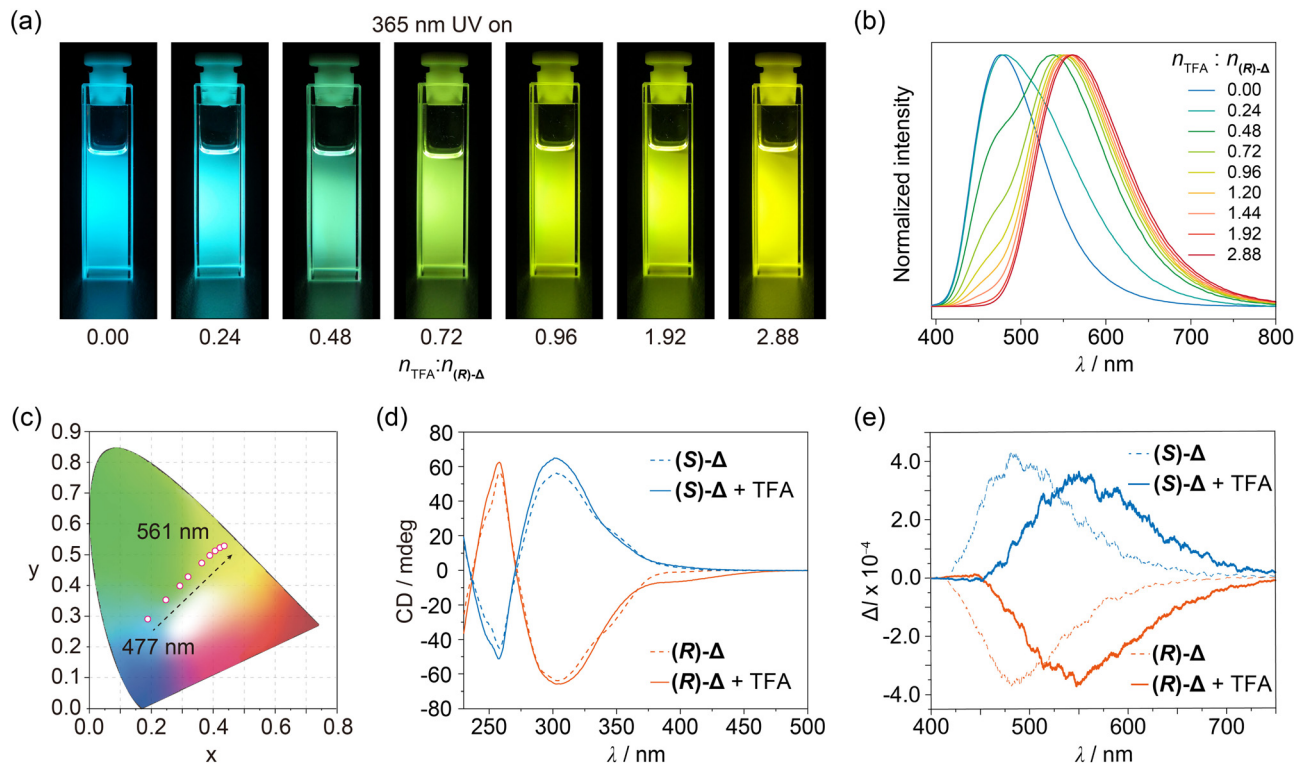 (a)
365 nm UV on
0.00 0.24 0.48 0.72 0.96 1.92 2.88
nTFA:n(R)-Δ
(b)
Normalized intensity
nTFA : n(R)-Δ
0.00
0.24
0.48
0.72
0.96
1.20
1.44
1.92
2.88
400 500 600 700 800
λ / nm
(c)
0.9
0.8
0.7
0.6
0.5
0.4
0.3
0.2
0.1
0.0
y
561 nm
477 nm
0.0 0.2 0.4 0.6 0.8
x
(d)
80
60
40
20
0
-20
-40
-60
-80
CD / mdeg
(S)-Δ
(S)-Δ + TFA
(R)-Δ
(R)-Δ + TFA
250 300 350 400 450 500
λ / nm
(e)
4.0
2.0
0.0
-2.0
-4.0
ΔI x 10⁻⁴
(S)-Δ
(S)-Δ + TFA
(R)-Δ
(R)-Δ + TFA
400 500 600 700
λ / nm